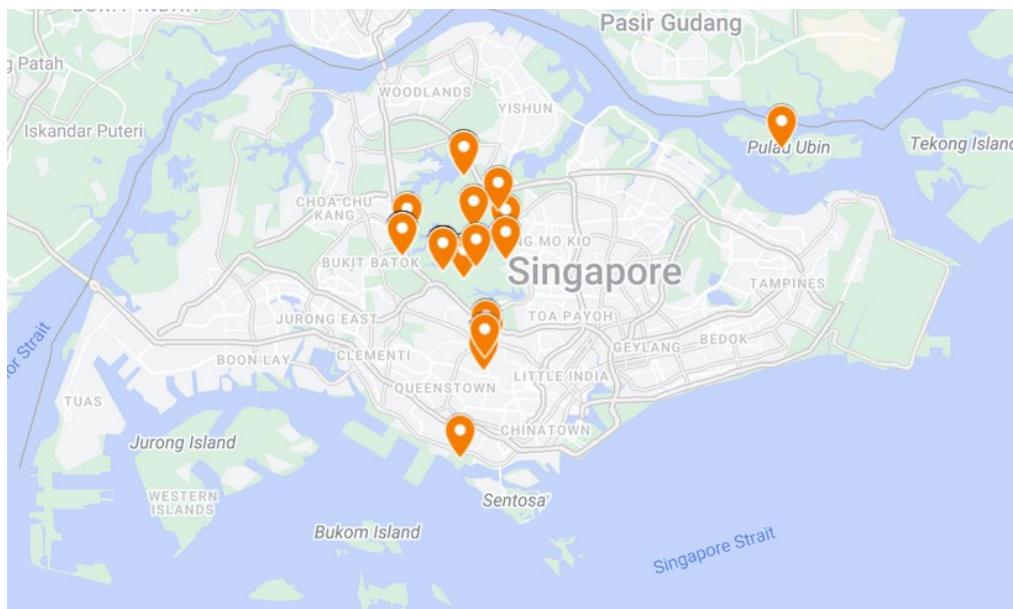 Pasir Gudang
WOODLANDS
YISHUN
Iskandar Puteri
Pulau Ubin
Tekong Island
CHOA CHU
KANG
MO KIO
BUKIT BATOK
Singapore
TAMPINES
JURONG EAST
TOA PAYOH
BEDOK
GEYLANG
BOON LAY
CLEMENTI
LITTLE INDIA
QUEENSTOWN
TUAS
CHINATOWN
Jurong Island
WESTERN
ISLANDS
Sentosa
Bukom Island
Singapore Strait
Strait
Patah